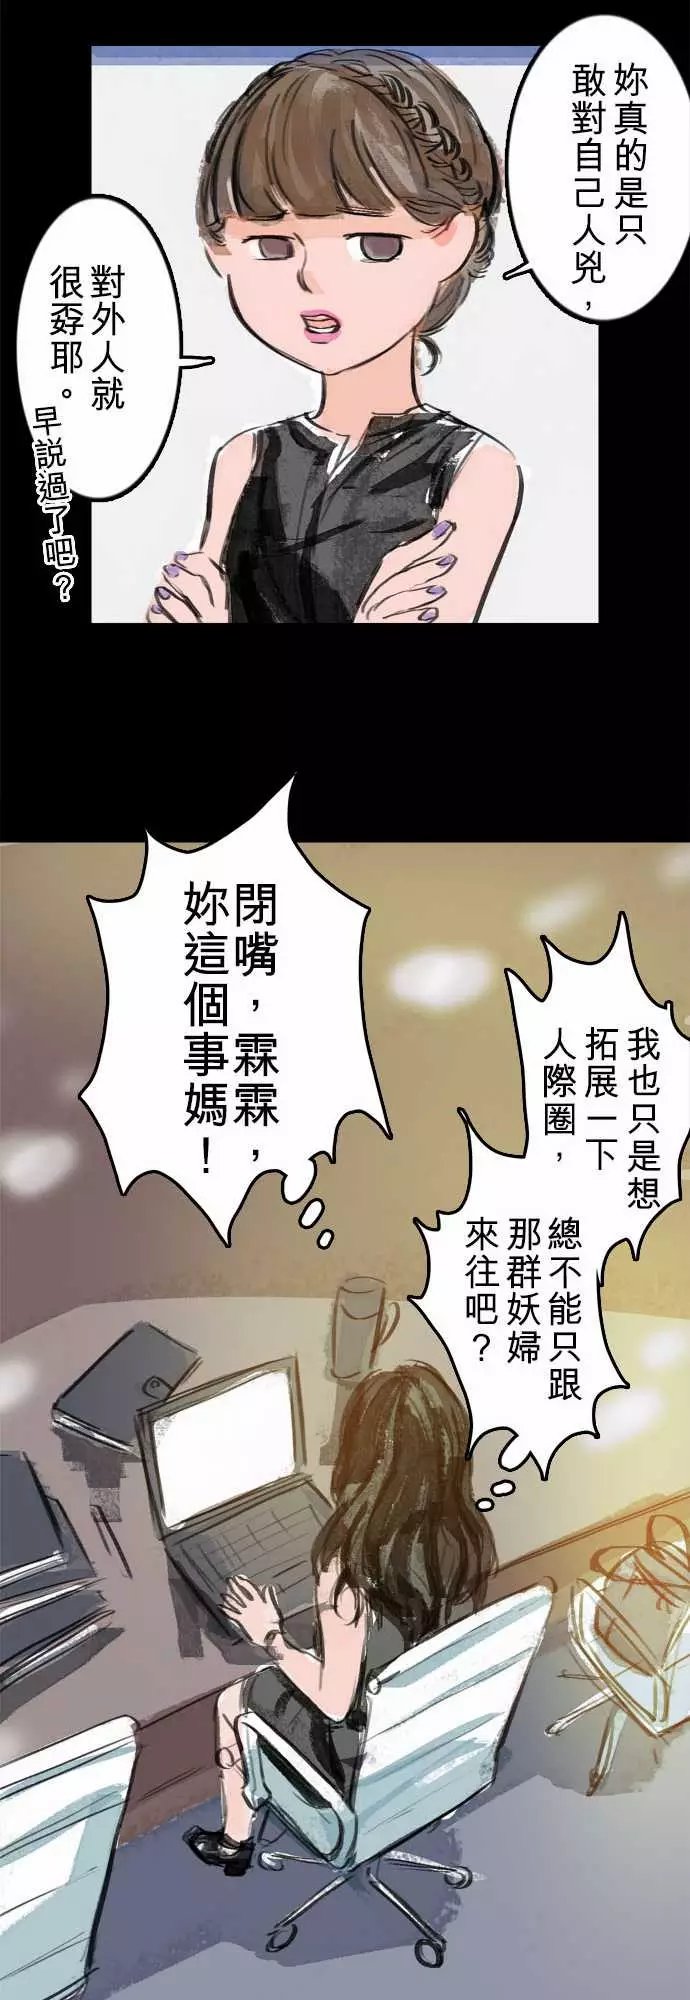 妳真的是只
敢對自己人兇，
對外人就
很孬耶。
早說過了吧？
閉嘴，霖霖，
妳這個事媽！
我也只是想
拓展一下
人際圈，
總不能只跟
那群妖婦
來往吧？